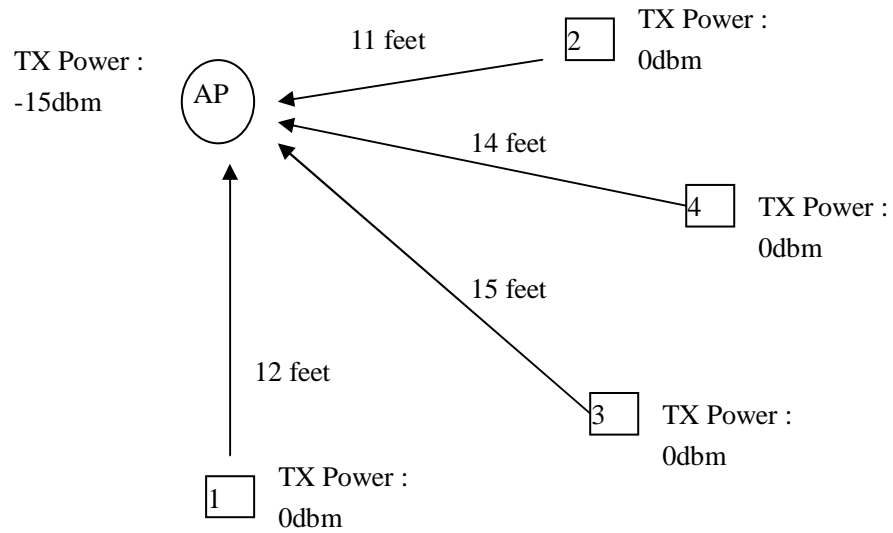 TX Power :
-15dbm
AP
11 feet
2
TX Power :
0dbm
14 feet
4
TX Power :
0dbm
15 feet
12 feet
3
TX Power :
0dbm
1
TX Power :
0dbm